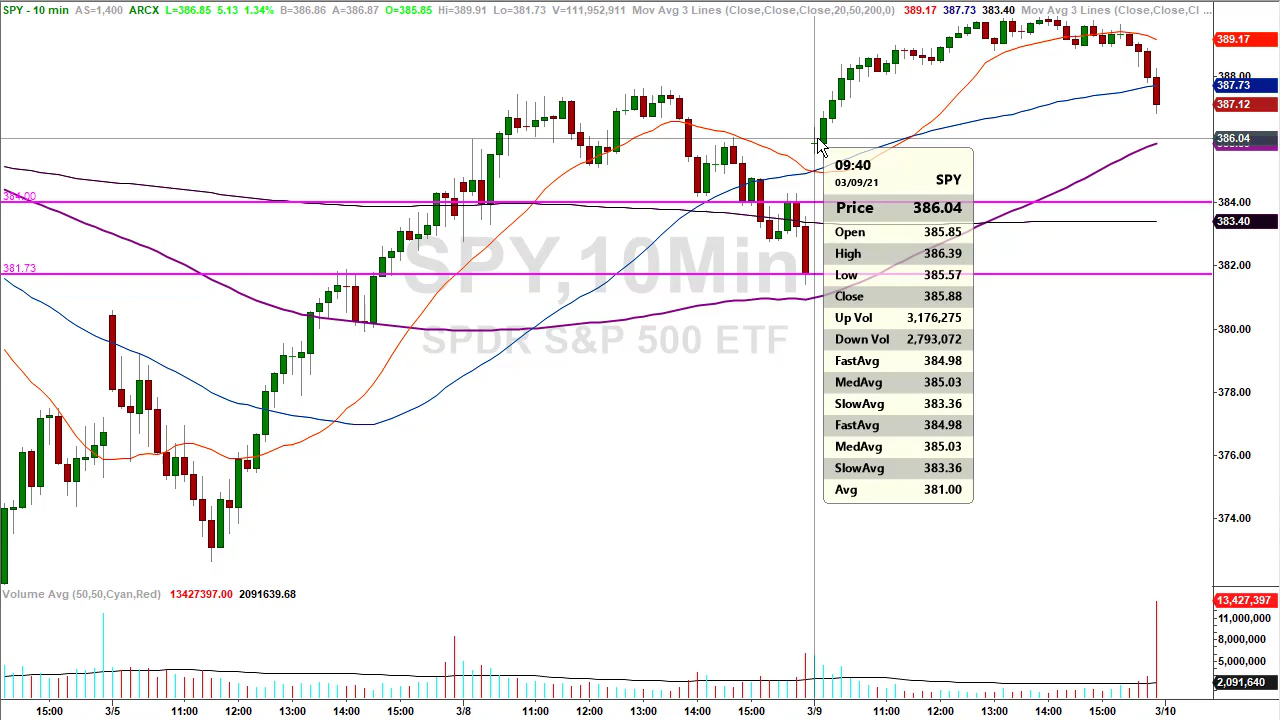 SPY - 10 min AS=1,400 ARCX L=386.85 5.13 1.34% B=386.86 A=386.87 O=385.85 Hi=389.91 Lo=381.73 V=111,952,911 Mov Avg 3 Lines (Close,Close,Close,20,50,200,0) 389.17 387.73 383.40 Mov Avg 3 Lines (Close,Close,Cl ...
389.17
388.00
387.73
387.12
386.04
384.00
384.00
383.40
381.73
382.00
380.00
378.00
376.00
374.00
SPY,10Min
SPDR S&P 500 ETF
09:40
03/09/21 SPY
Price 386.04
Open 385.85
High 386.39
Low 385.57
Close 385.88
Up Vol 3,176,275
Down Vol 2,793,072
FastAvg 384.98
MedAvg 385.03
SlowAvg 383.36
FastAvg 384.98
MedAvg 385.03
SlowAvg 383.36
Avg 381.00
Volume Avg (50,50,Cyan,Red) 13427397.00 2091639.68
13,427,397
11,000,000
8,000,000
5,000,000
2,091,640
15:00 3/5 11:00 12:00 13:00 14:00 15:00 3/8 11:00 12:00 13:00 14:00 15:00 3/9 11:00 12:00 13:00 14:00 15:00 3/10